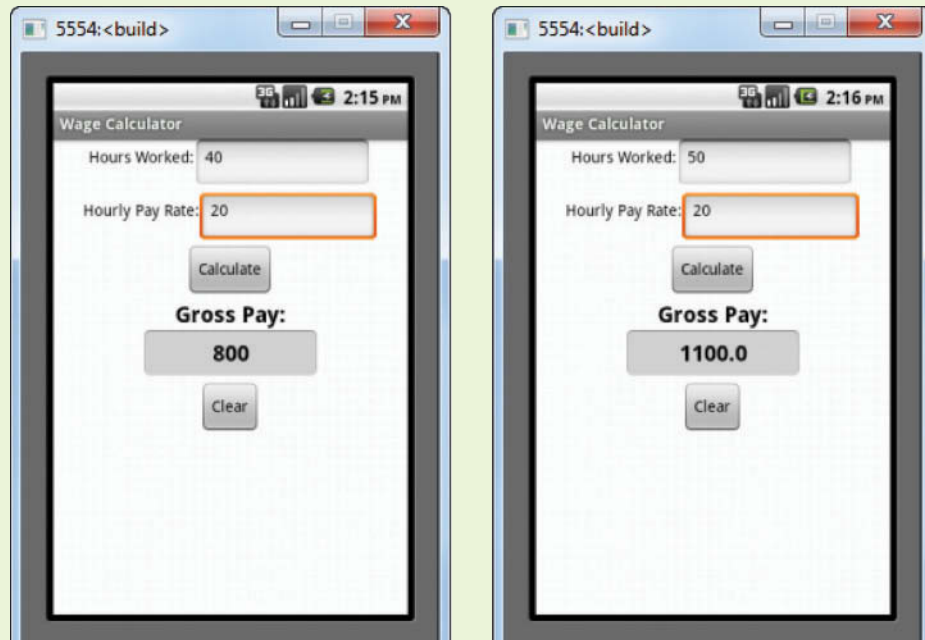 5554:<build>
3G 2:15 PM
Wage Calculator
Hours Worked: 40
Hourly Pay Rate: 20
Calculate
Gross Pay:
800
Clear
5554:<build>
3G 2:16 PM
Wage Calculator
Hours Worked: 50
Hourly Pay Rate: 20
Calculate
Gross Pay:
1100.0
Clear